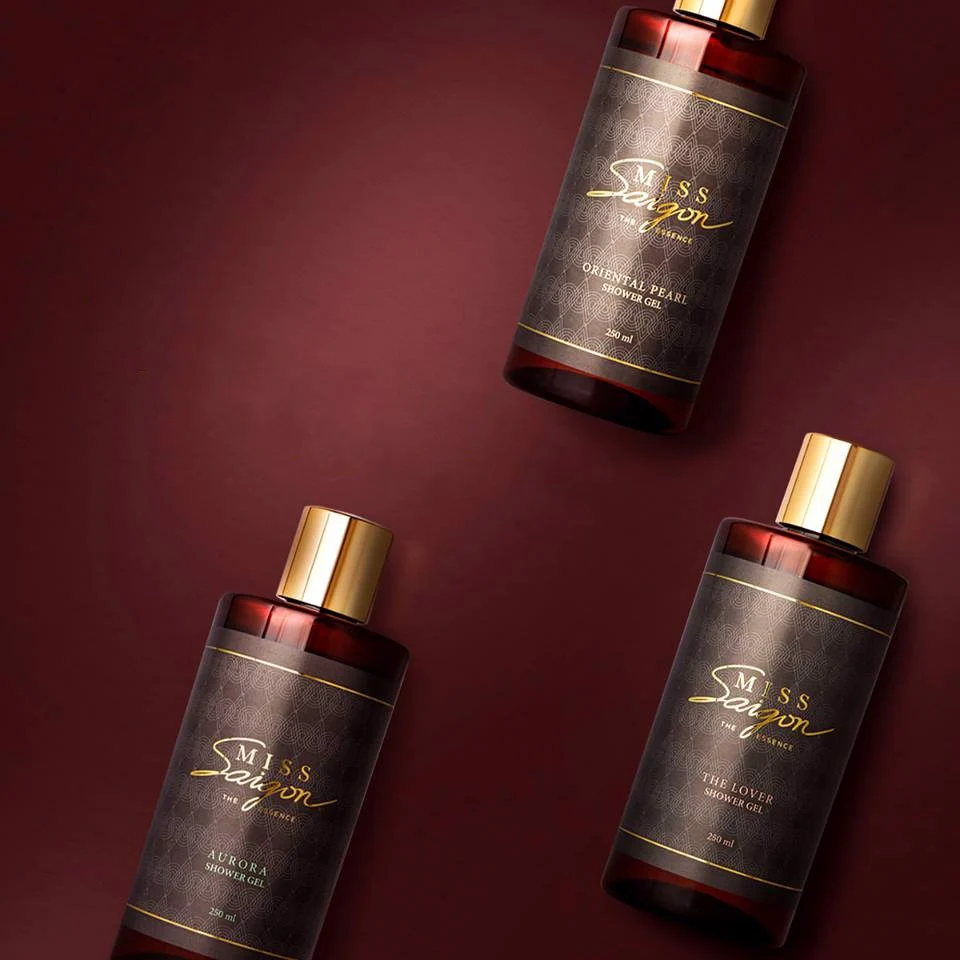 MISS
Saigon
THE ESSENCE
ORIENTAL PEARL
SHOWER GEL
250 ml
MISS
Saigon
THE ESSENCE
THE LOVER
SHOWER GEL
250 ml
MISS
Saigon
THE ESSENCE
AURORA
SHOWER GEL
250 ml